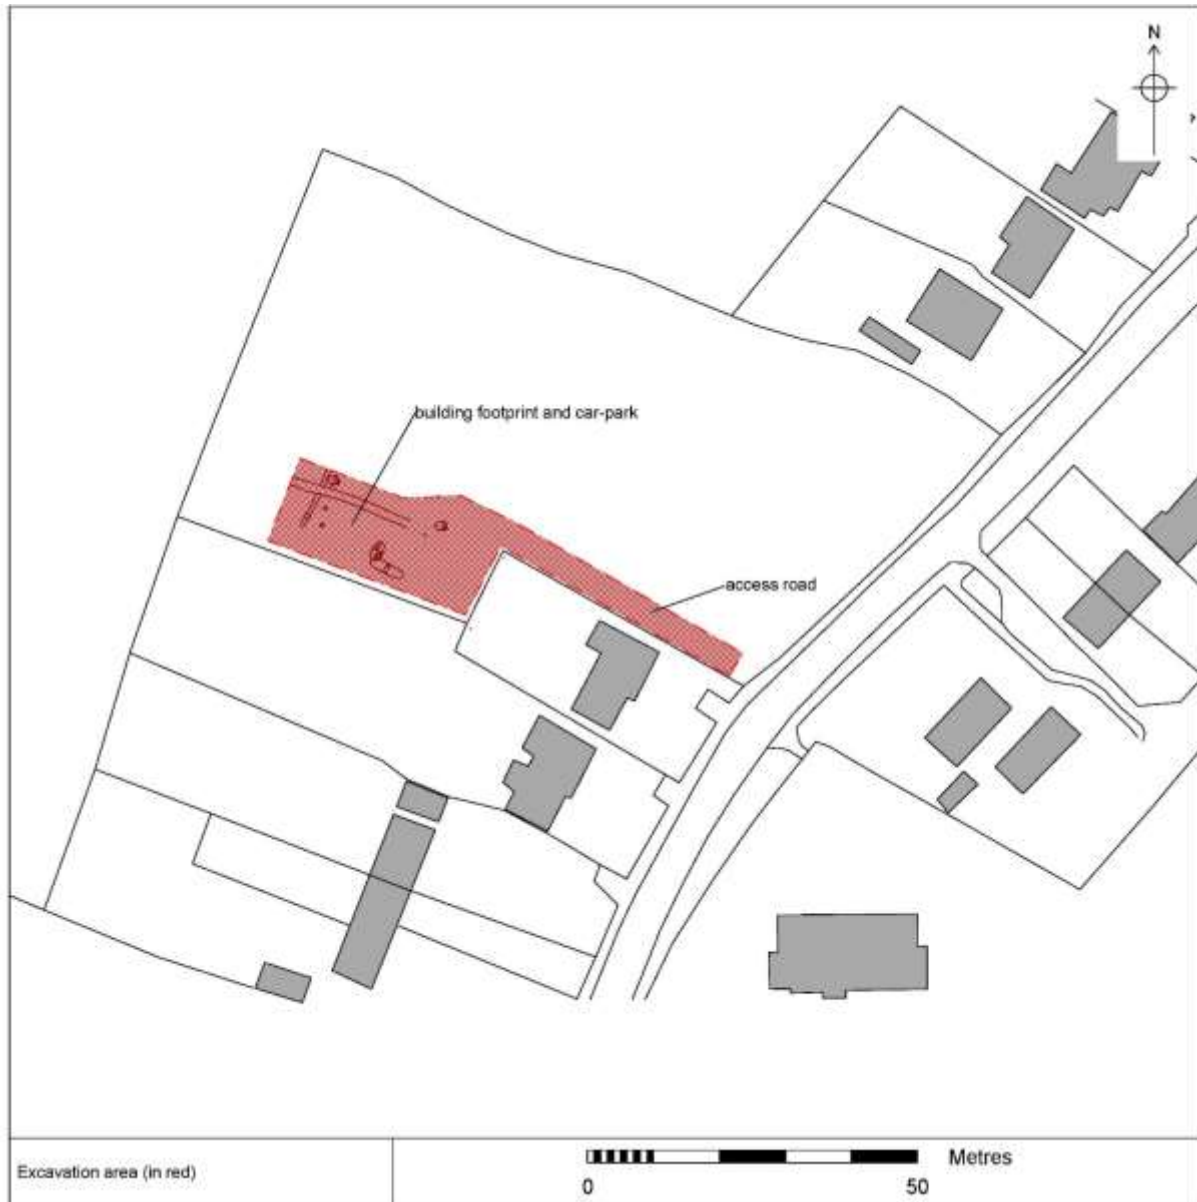 N
building footprint and car-park
access road
Excavation area (in red)
Metres
0 50